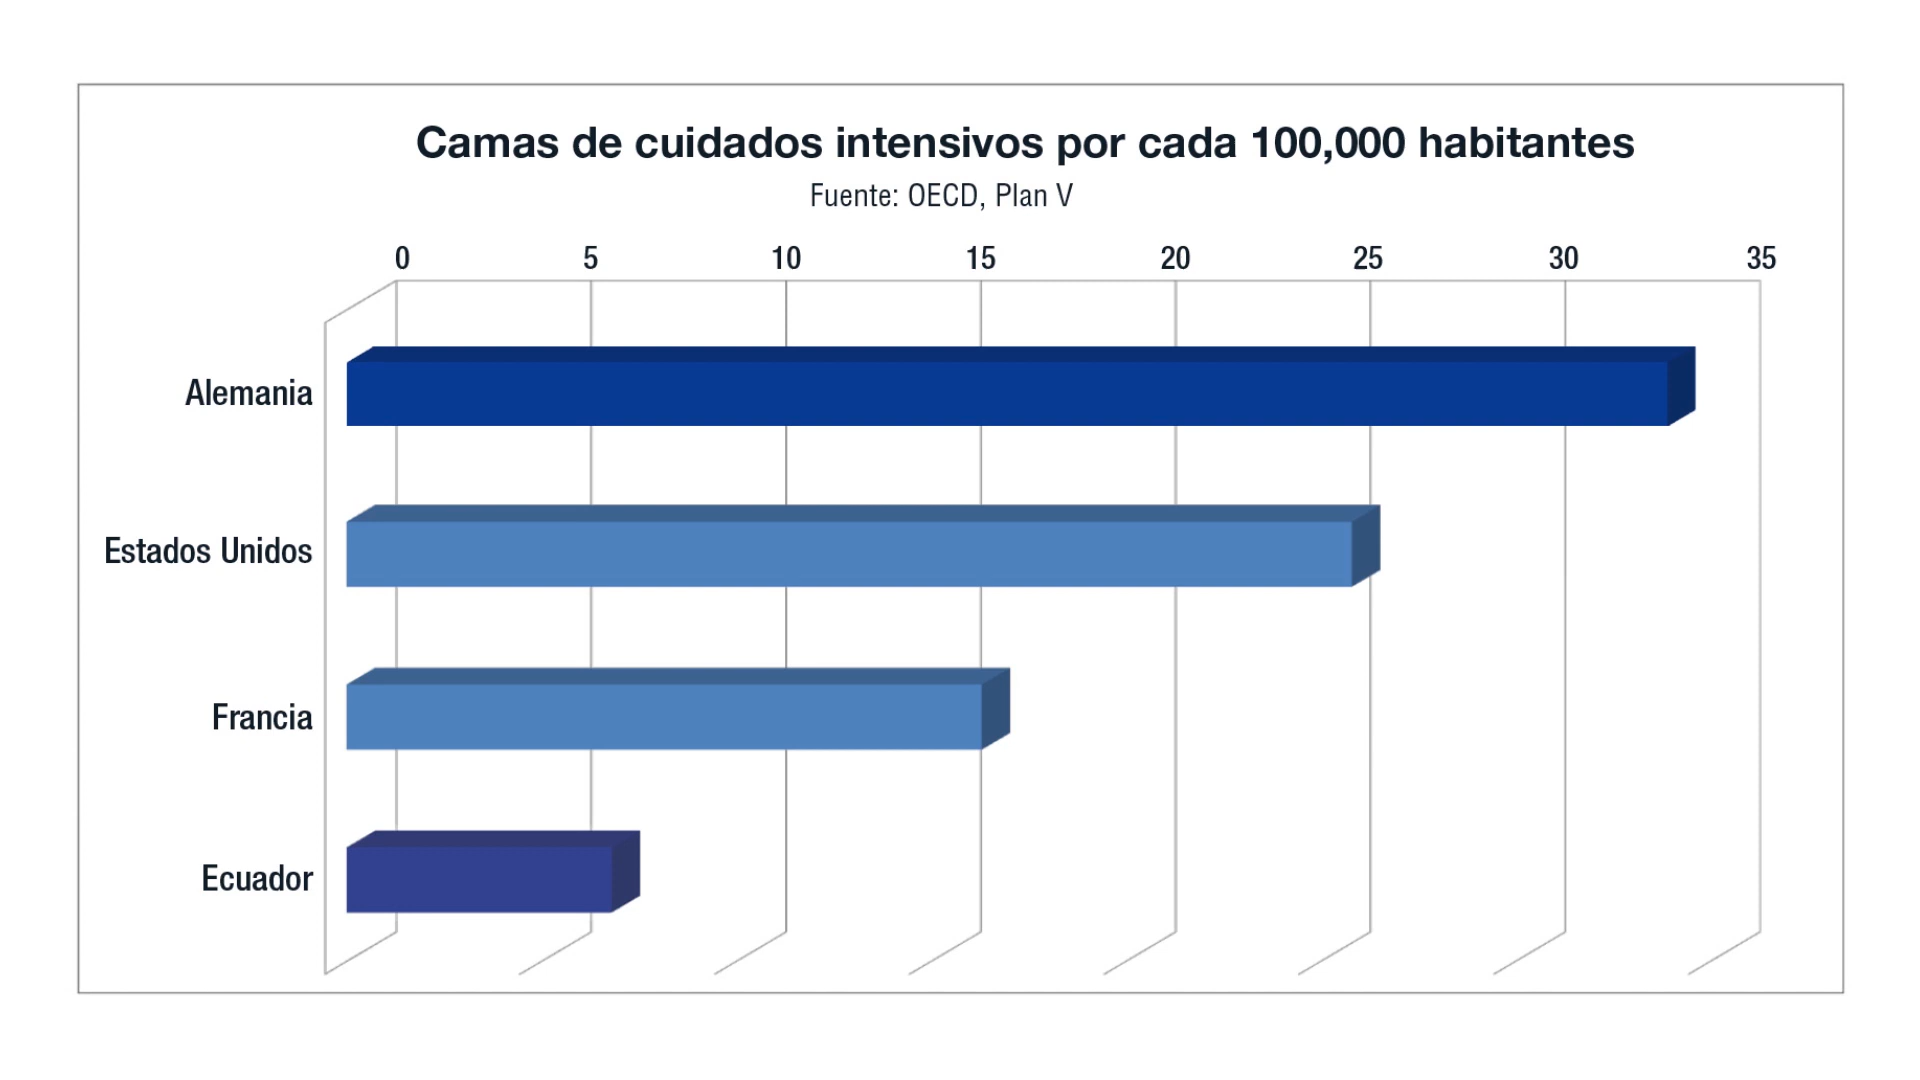 Camas de cuidados intensivos por cada 100,000 habitantes
Fuente: OECD, Plan V
0 5 10 15 20 25 30 35
Alemania
Estados Unidos
Francia
Ecuador